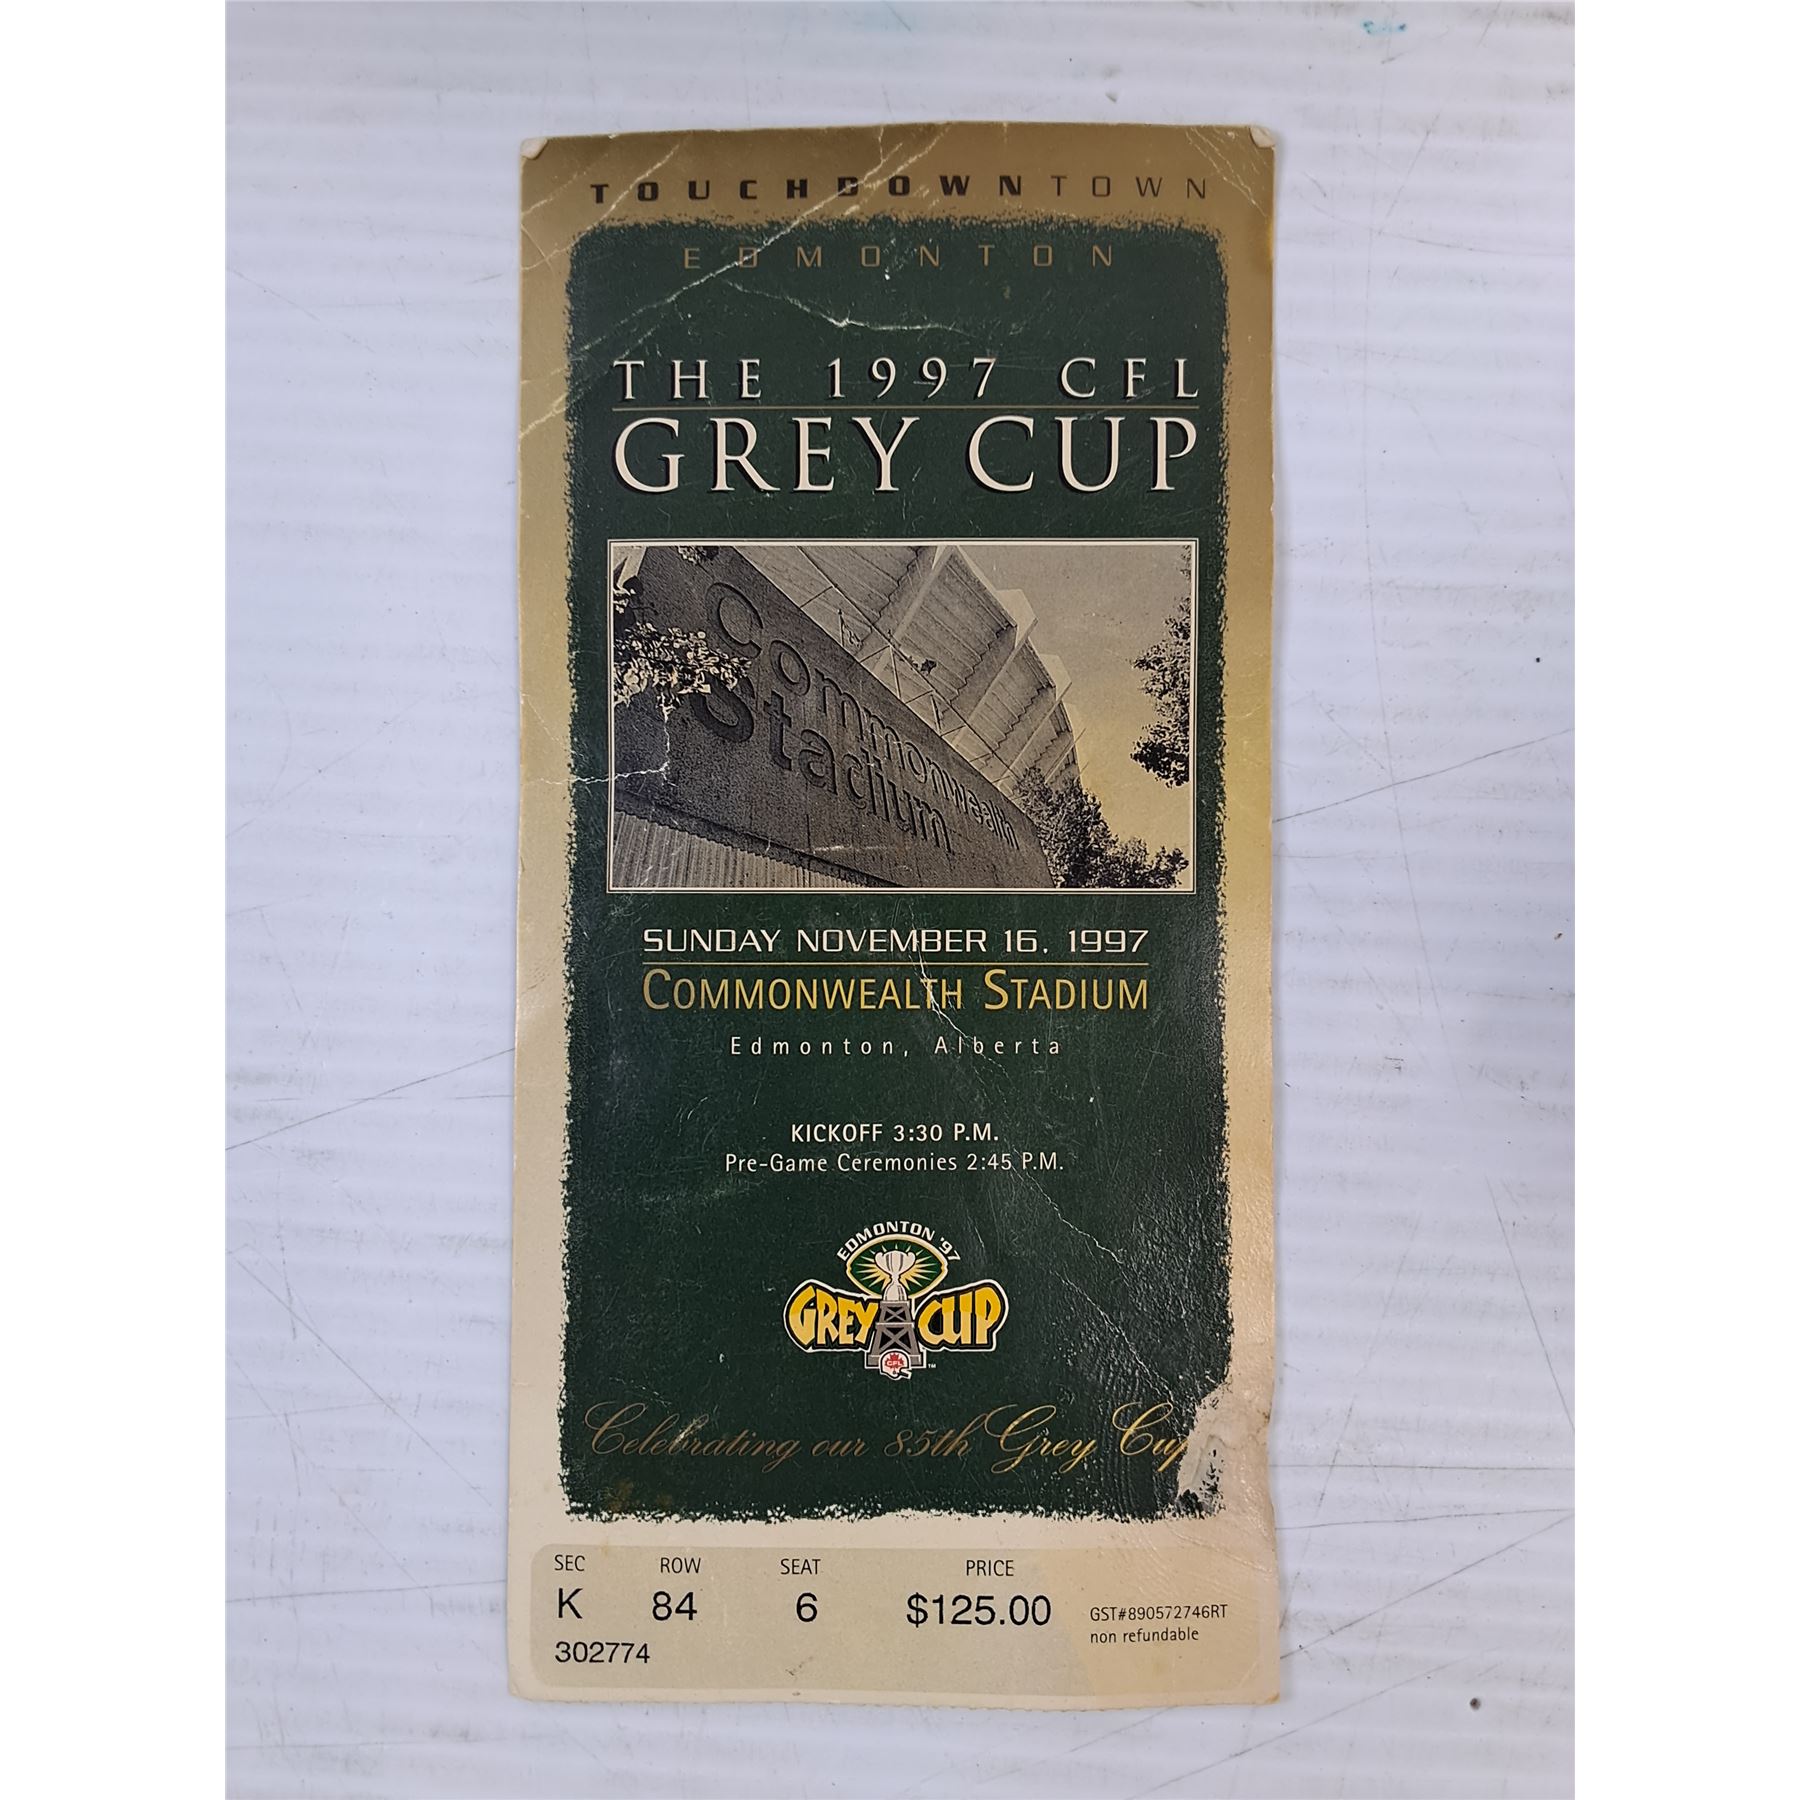 TOUCHDOWNTOWN
EDMONTON
THE 1997 CFL
GREY CUP
Commonwealth
Stadium
SUNDAY NOVEMBER 16, 1997
COMMONWEALTH STADIUM
Edmonton, Alberta
KICKOFF 3:30 P.M.
Pre-Game Ceremonies 2:45 P.M.
EDMONTON '97
GREY CUP
CFL
TM
Celebrating our 85th Grey Cup
SEC ROW SEAT PRICE
K 84 6 $125.00 GST#890572746RT
non refundable
302774